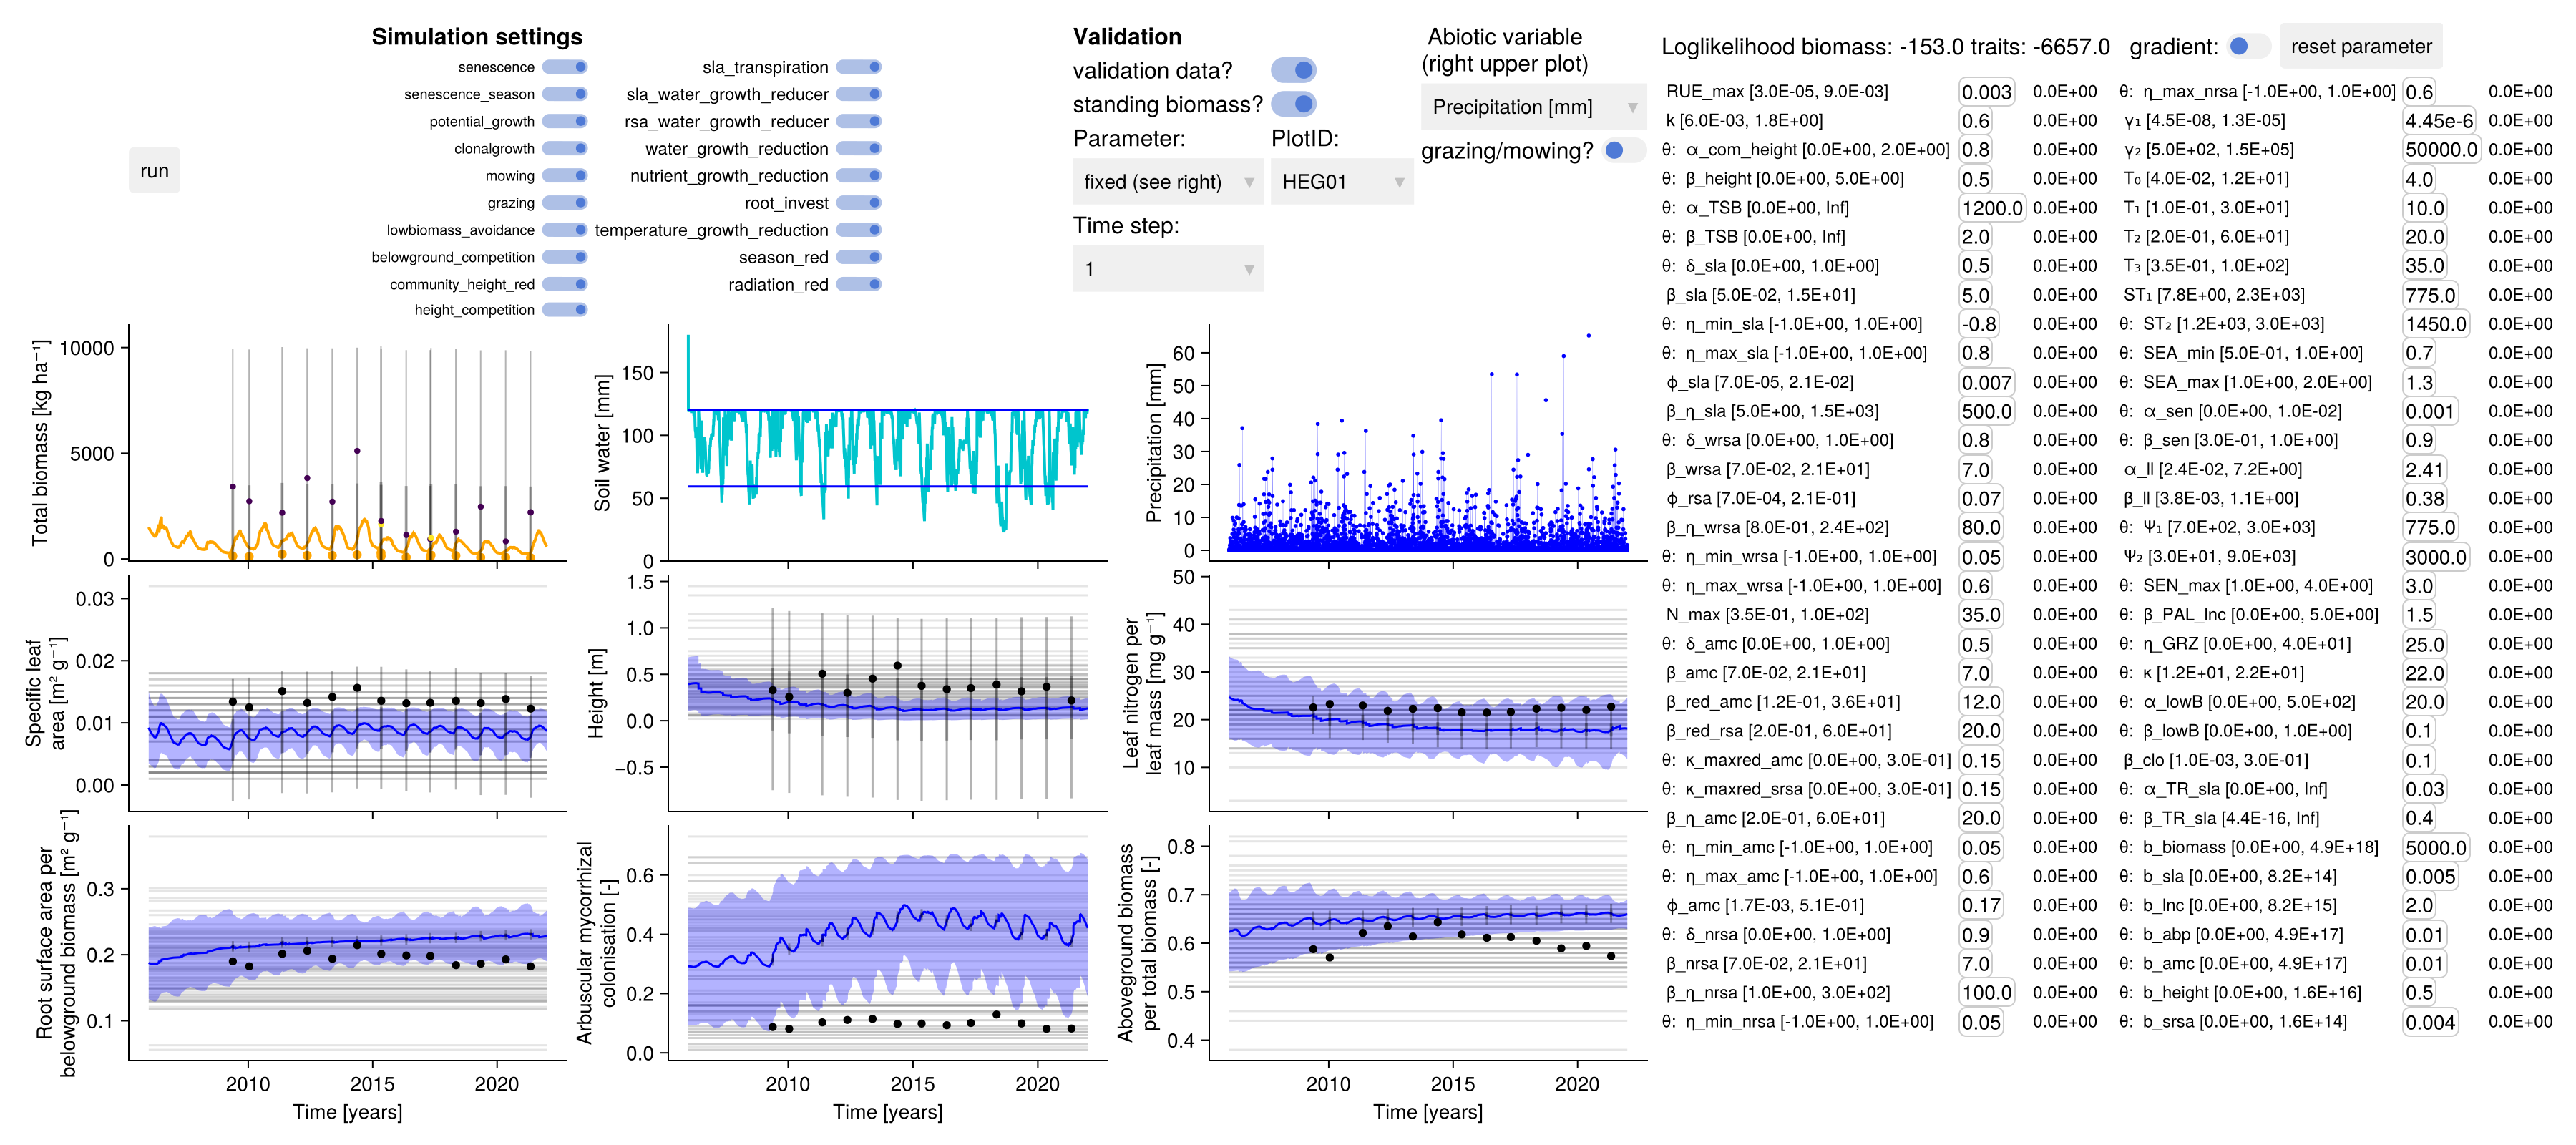 Simulation settings
senescence
senescence_season
potential_growth
clonalgrowth
mowing
grazing
lowbiomass_avoidance
belowground_competition
community_height_red
height_competition
sla_transpiration
sla_water_growth_reducer
rsa_water_growth_reducer
water_growth_reduction
nutrient_growth_reduction
root_invest
temperature_growth_reduction
season_red
radiation_red
run
Validation
validation data?
standing biomass?
Parameter:
fixed (see right)
PlotID:
HEG01
Time step:
1
Abiotic variable
(right upper plot)
Precipitation [mm]
grazing/mowing?
Loglikelihood biomass: -153.0 traits: -6657.0 gradient:
reset parameter
RUE_max [3.0E-05, 9.0E-03] 0.003 0.0E+00
k [6.0E-03, 1.8E+00] 0.6 0.0E+00
θ: α_com_height [0.0E+00, 2.0E+00] 0.8 0.0E+00
θ: β_height [0.0E+00, 5.0E+00] 0.5 0.0E+00
θ: α_TSB [0.0E+00, Inf] 1200.0 0.0E+00
θ: β_TSB [0.0E+00, Inf] 2.0 0.0E+00
θ: δ_sla [0.0E+00, 1.0E+00] 0.5 0.0E+00
β_sla [5.0E-02, 1.5E+01] 5.0 0.0E+00
θ: η_min_sla [-1.0E+00, 1.0E+00] -0.8 0.0E+00
θ: η_max_sla [-1.0E+00, 1.0E+00] 0.8 0.0E+00
ϕ_sla [7.0E-05, 2.1E-02] 0.007 0.0E+00
β_η_sla [5.0E+00, 1.5E+03] 500.0 0.0E+00
θ: δ_wrsa [0.0E+00, 1.0E+00] 0.8 0.0E+00
β_wrsa [7.0E-02, 2.1E+01] 7.0 0.0E+00
ϕ_rsa [7.0E-04, 2.1E-01] 0.07 0.0E+00
β_η_wrsa [8.0E-01, 2.4E+02] 80.0 0.0E+00
θ: η_min_wrsa [-1.0E+00, 1.0E+00] 0.05 0.0E+00
θ: η_max_wrsa [-1.0E+00, 1.0E+00] 0.6 0.0E+00
N_max [3.5E-01, 1.0E+02] 35.0 0.0E+00
θ: δ_amc [0.0E+00, 1.0E+00] 0.5 0.0E+00
β_amc [7.0E-02, 2.1E+01] 7.0 0.0E+00
β_red_amc [1.2E-01, 3.6E+01] 12.0 0.0E+00
β_red_rsa [2.0E-01, 6.0E+01] 20.0 0.0E+00
θ: κ_maxred_amc [0.0E+00, 3.0E-01] 0.15 0.0E+00
θ: κ_maxred_srsa [0.0E+00, 3.0E-01] 0.15 0.0E+00
β_η_amc [2.0E-01, 6.0E+01] 20.0 0.0E+00
θ: η_min_amc [-1.0E+00, 1.0E+00] 0.05 0.0E+00
θ: η_max_amc [-1.0E+00, 1.0E+00] 0.6 0.0E+00
ϕ_amc [1.7E-03, 5.1E-01] 0.17 0.0E+00
θ: δ_nrsa [0.0E+00, 1.0E+00] 0.9 0.0E+00
β_nrsa [7.0E-02, 2.1E+01] 7.0 0.0E+00
β_η_nrsa [1.0E+00, 3.0E+02] 100.0 0.0E+00
θ: η_min_nrsa [-1.0E+00, 1.0E+00] 0.05 0.0E+00
θ: η_max_nrsa [-1.0E+00, 1.0E+00] 0.6 0.0E+00
γ₁ [4.5E-08, 1.3E-05] 4.45e-6 0.0E+00
γ₂ [5.0E+02, 1.5E+05] 50000.0 0.0E+00
T₀ [4.0E-02, 1.2E+01] 4.0 0.0E+00
T₁ [1.0E-01, 3.0E+01] 10.0 0.0E+00
T₂ [2.0E-01, 6.0E+01] 20.0 0.0E+00
T₃ [3.5E-01, 1.0E+02] 35.0 0.0E+00
ST₁ [7.8E+00, 2.3E+03] 775.0 0.0E+00
θ: ST₂ [1.2E+03, 3.0E+03] 1450.0 0.0E+00
θ: SEA_min [5.0E-01, 1.0E+00] 0.7 0.0E+00
θ: SEA_max [1.0E+00, 2.0E+00] 1.3 0.0E+00
θ: α_sen [0.0E+00, 1.0E-02] 0.001 0.0E+00
θ: β_sen [3.0E-01, 1.0E+00] 0.9 0.0E+00
α_ll [2.4E-02, 7.2E+00] 2.41 0.0E+00
β_ll [3.8E-03, 1.1E+00] 0.38 0.0E+00
θ: Ψ₁ [7.0E+02, 3.0E+03] 775.0 0.0E+00
Ψ₂ [3.0E+01, 9.0E+03] 3000.0 0.0E+00
θ: SEN_max [1.0E+00, 4.0E+00] 3.0 0.0E+00
θ: β_PAL_lnc [0.0E+00, 5.0E+00] 1.5 0.0E+00
θ: η_GRZ [0.0E+00, 4.0E+01] 25.0 0.0E+00
θ: κ [1.2E+01, 2.2E+01] 22.0 0.0E+00
θ: α_lowB [0.0E+00, 5.0E+02] 20.0 0.0E+00
θ: β_lowB [0.0E+00, 1.0E+00] 0.1 0.0E+00
β_clo [1.0E-03, 3.0E-01] 0.1 0.0E+00
θ: α_TR_sla [0.0E+00, Inf] 0.03 0.0E+00
θ: β_TR_sla [4.4E-16, Inf] 0.4 0.0E+00
θ: b_biomass [0.0E+00, 4.9E+18] 5000.0 0.0E+00
θ: b_sla [0.0E+00, 8.2E+14] 0.005 0.0E+00
θ: b_lnc [0.0E+00, 8.2E+15] 2.0 0.0E+00
θ: b_abp [0.0E+00, 4.9E+17] 0.01 0.0E+00
θ: b_amc [0.0E+00, 4.9E+17] 0.01 0.0E+00
θ: b_height [0.0E+00, 1.6E+16] 0.5 0.0E+00
θ: b_srsa [0.0E+00, 1.6E+14] 0.004 0.0E+00
Total biomass [kg ha⁻¹]
10000
5000
0
Soil water [mm]
150
100
50
0
Precipitation [mm]
60
50
40
30
20
10
0
Specific leaf
area [m² g⁻¹]
0.03
0.02
0.01
0.00
Height [m]
1.5
1.0
0.5
0.0
−0.5
Leaf nitrogen per
leaf mass [mg g⁻¹]
50
40
30
20
10
Root surface area per
belowground biomass [m² g⁻¹]
0.3
0.2
0.1
2010 2015 2020
Time [years]
Arbuscular mycorrhizal
colonisation [-]
0.6
0.4
0.2
0.0
2010 2015 2020
Time [years]
Aboveground biomass
per total biomass [-]
0.8
0.7
0.6
0.5
0.4
2010 2015 2020
Time [years]